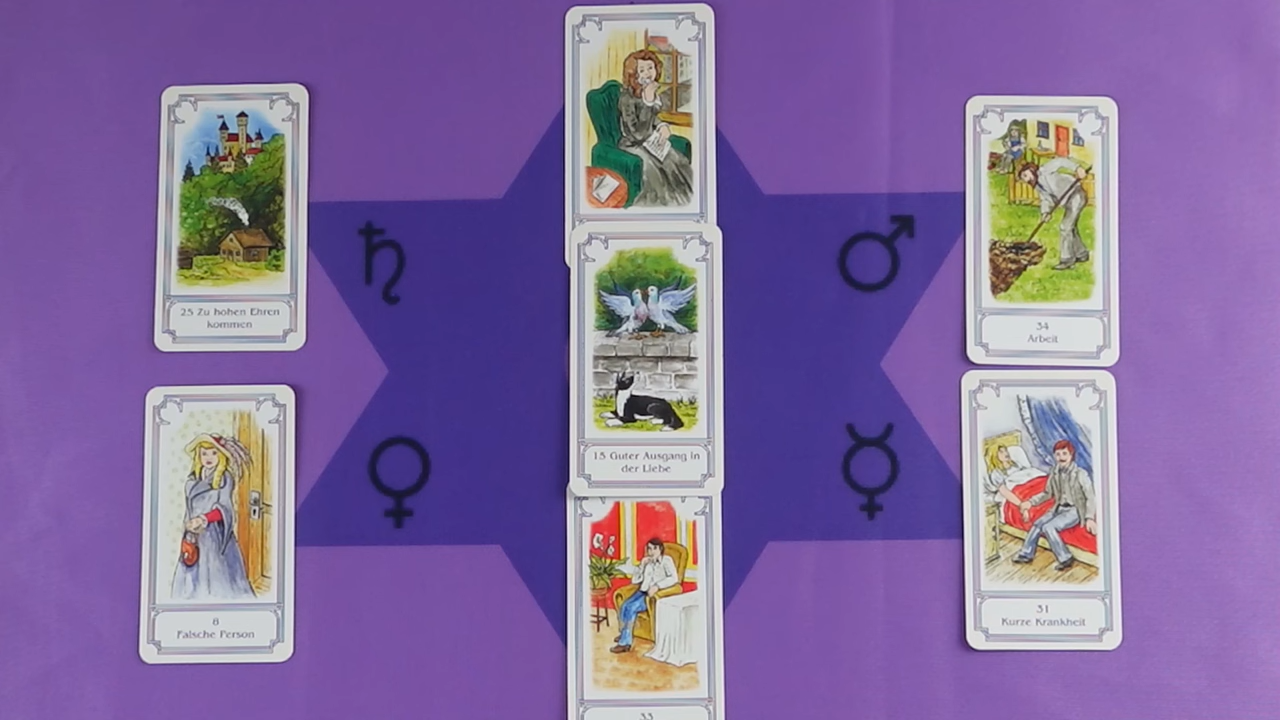 25 Zu hohen Ehren
kommen
34
Arbeit
15 Guter Ausgang in
der Liebe
8
Falsche Person
31
Kurze Krankheit
33